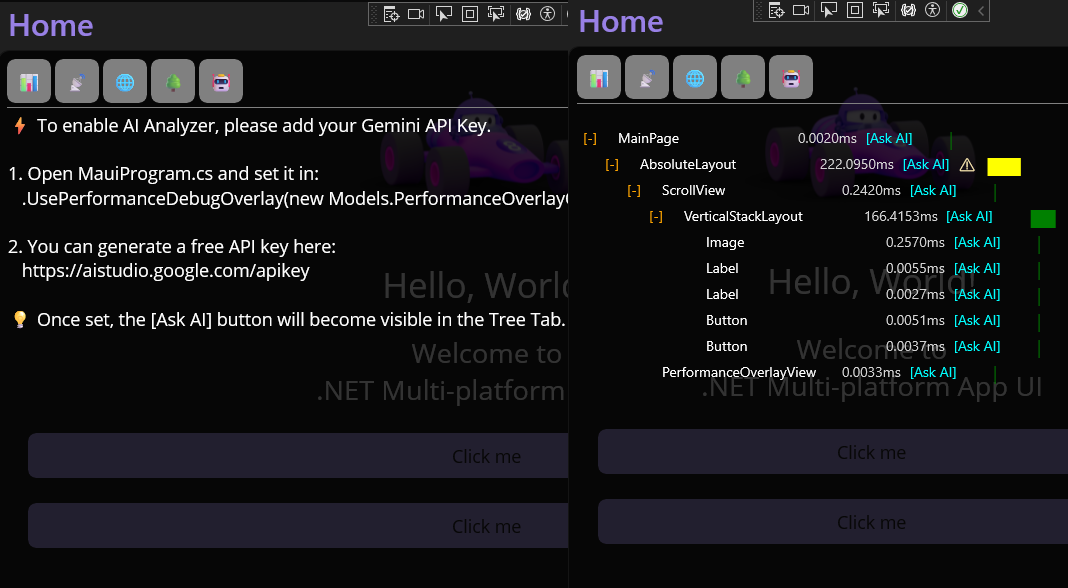 Home
⚡ To enable AI Analyzer, please add your Gemini API Key.
1. Open MauiProgram.cs and set it in:
.UsePerformanceDebugOverlay(new Models.PerformanceOverlay
2. You can generate a free API key here:
https://aistudio.google.com/apikey
💡 Once set, the [Ask AI] button will become visible in the Tree Tab.
Hello, World
Welcome to
.NET Multi-platform
Click me
Click me
Home
[-] MainPage 0.0020ms [Ask AI]
[-] AbsoluteLayout 222.0950ms [Ask AI] ⚠
[-] ScrollView 0.2420ms [Ask AI]
[-] VerticalStackLayout 166.4153ms [Ask AI]
Image 0.2570ms [Ask AI]
Label 0.0055ms [Ask AI]
Label 0.0027ms [Ask AI]
Button 0.0051ms [Ask AI]
Button 0.0037ms [Ask AI]
PerformanceOverlayView 0.0033ms [Ask AI]
Hello, World!
Welcome to
.NET Multi-platform App UI
Click me
Click me